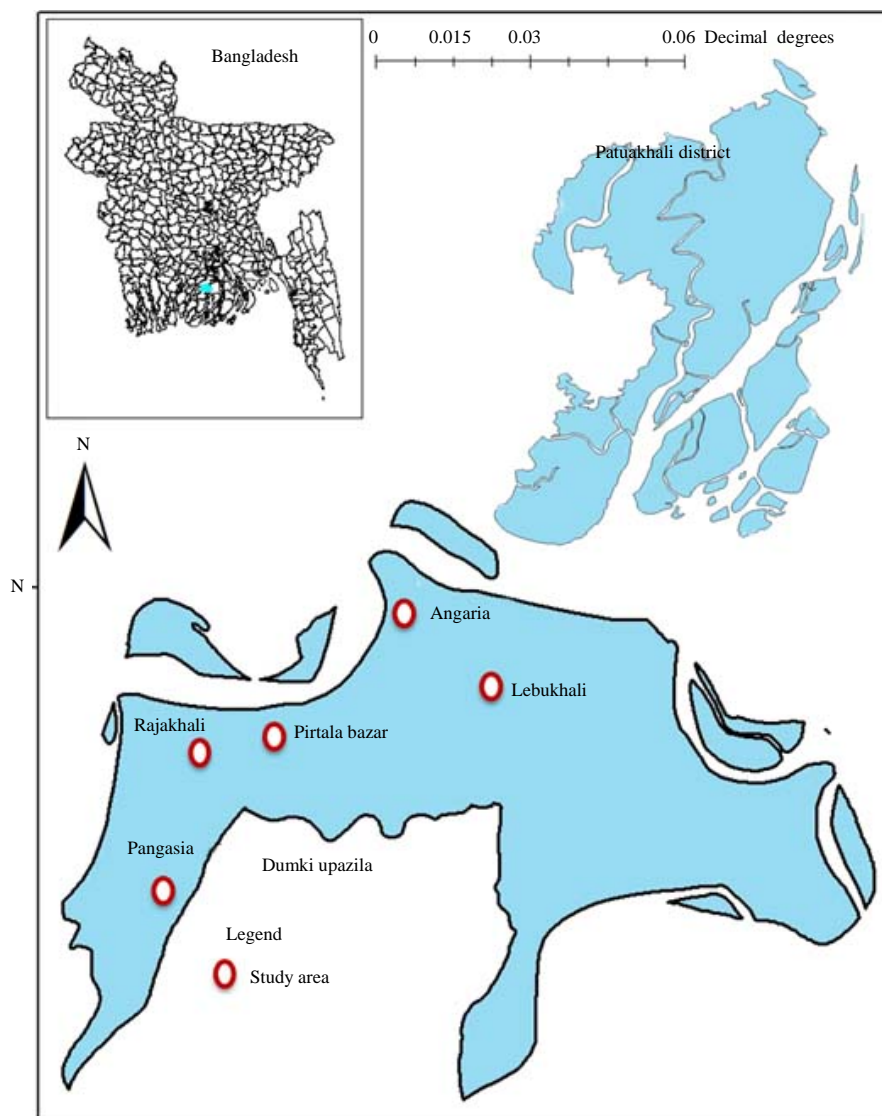 0 0.015 0.03 0.06 Decimal degrees
Bangladesh
Patuakhali district
N
N
Angaria
Lebukhali
Rajakhali
Pirtala bazar
Pangasia
Dumki upazila
Legend
Study area